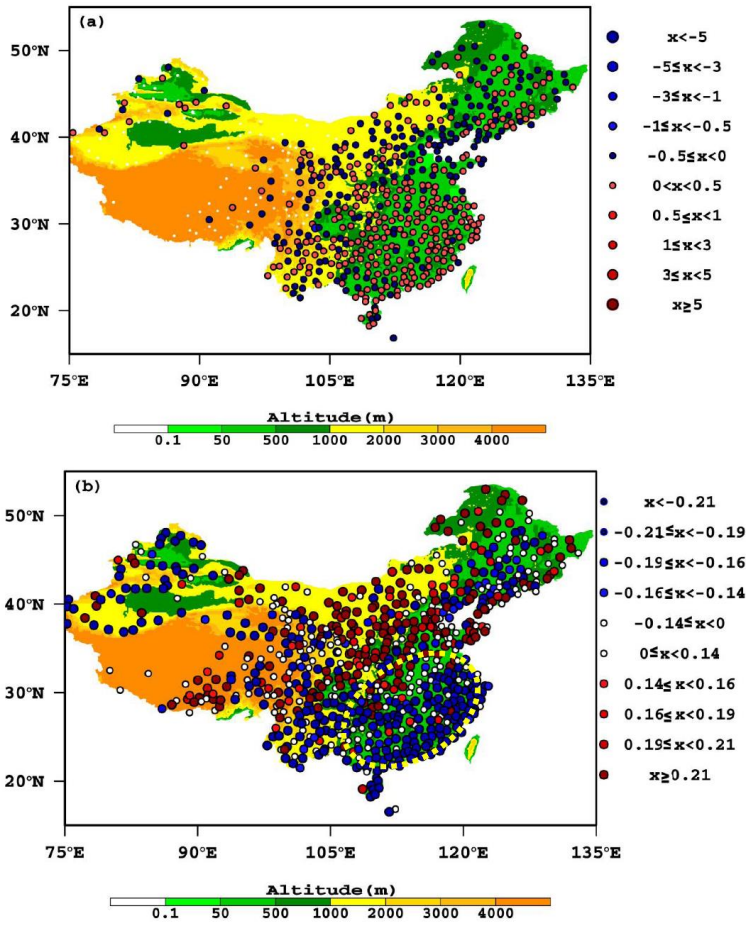 (a)
50°N
40°N
30°N
20°N
75°E 90°E 105°E 120°E 135°E
x<-5
-5≤x<-3
-3≤x<-1
-1≤x<-0.5
-0.5≤x<0
0<x<0.5
0.5≤x<1
1≤x<3
3≤x<5
x≥5
Altitude(m)
0.1 50 500 1000 2000 3000 4000
(b)
50°N
40°N
30°N
20°N
75°E 90°E 105°E 120°E 135°E
x<-0.21
-0.21≤x<-0.19
-0.19≤x<-0.16
-0.16≤x<-0.14
-0.14≤x<0
0≤x<0.14
0.14≤x<0.16
0.16≤x<0.19
0.19≤x<0.21
x≧0.21
Altitude(m)
0.1 50 500 1000 2000 3000 4000